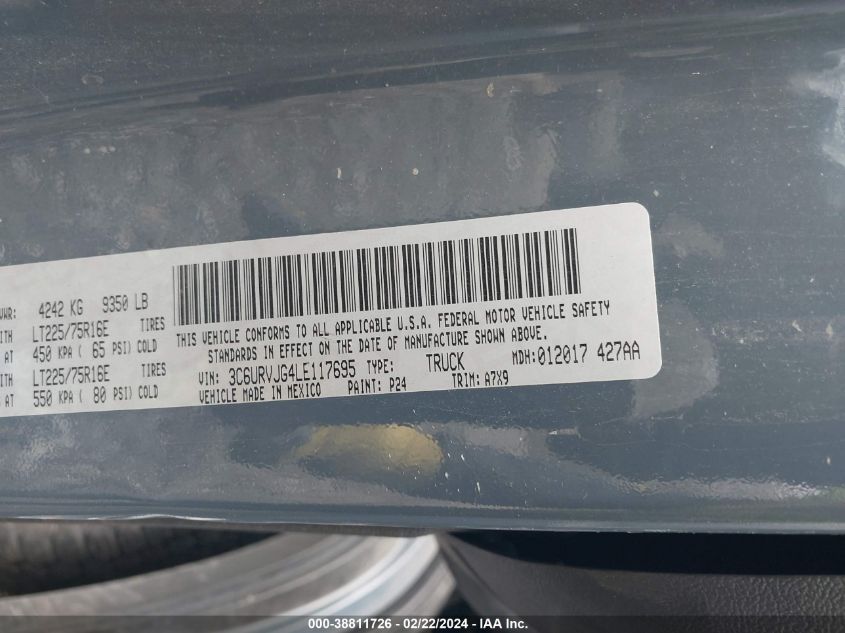 VWR: 4242 KG 9350 LB
ITH LT225/75R16E TIRES
AT 450 KPA ( 65 PSI) COLD
ITH LT225/75R16E TIRES
AT 550 KPA ( 80 PSI) COLD
THIS VEHICLE CONFORMS TO ALL APPLICABLE U.S.A. FEDERAL MOTOR VEHICLE SAFETY
STANDARDS IN EFFECT ON THE DATE OF MANUFACTURE SHOWN ABOVE.
VIN: 3C6URVJG4LE117695 TYPE: TRUCK MDH:012017 427AA
VEHICLE MADE IN MEXICO PAINT: P24 TRIM: A7X9
000-38811726 - 02/22/2024 - IAA Inc.